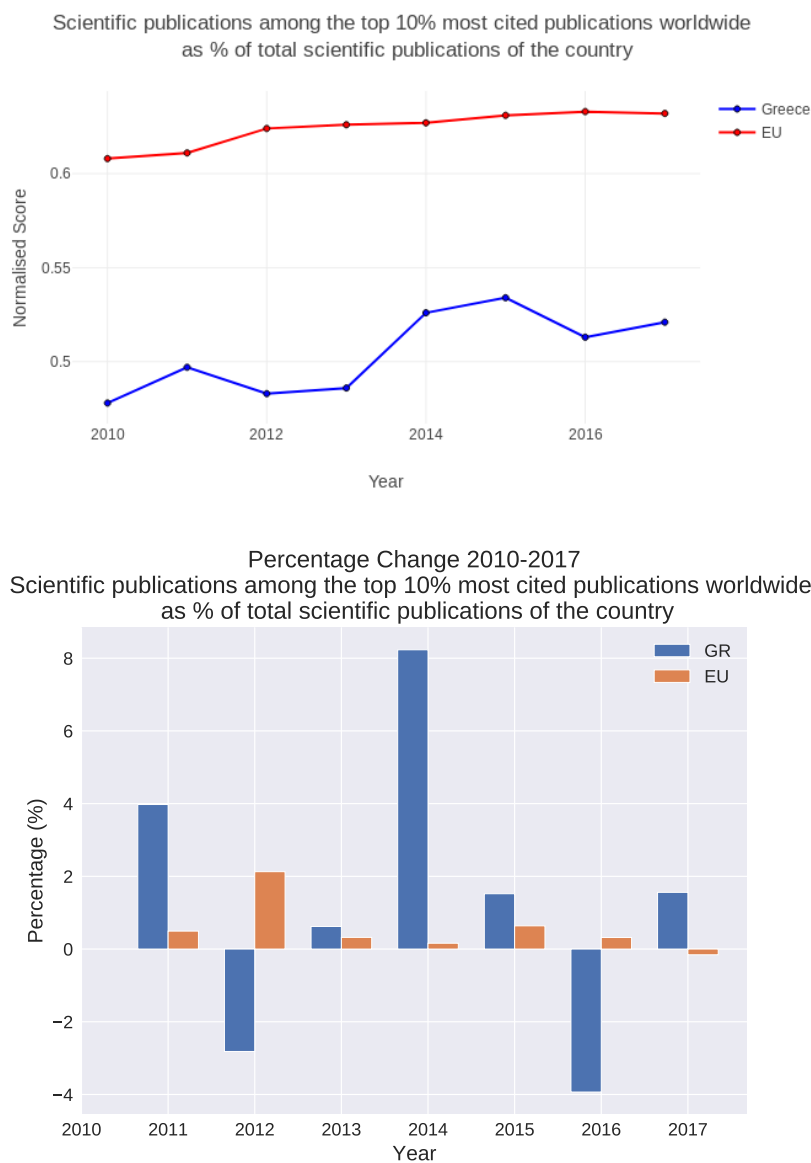 Scientific publications among the top 10% most cited publications worldwide
as % of total scientific publications of the country
Greece
EU
0.6
0.55
0.5
Normalised Score
2010 2012 2014 2016
Year
Percentage Change 2010-2017
Scientific publications among the top 10% most cited publications worldwide
as % of total scientific publications of the country
GR
EU
8
6
4
2
0
−2
−4
Percentage (%)
2010 2011 2012 2013 2014 2015 2016 2017
Year